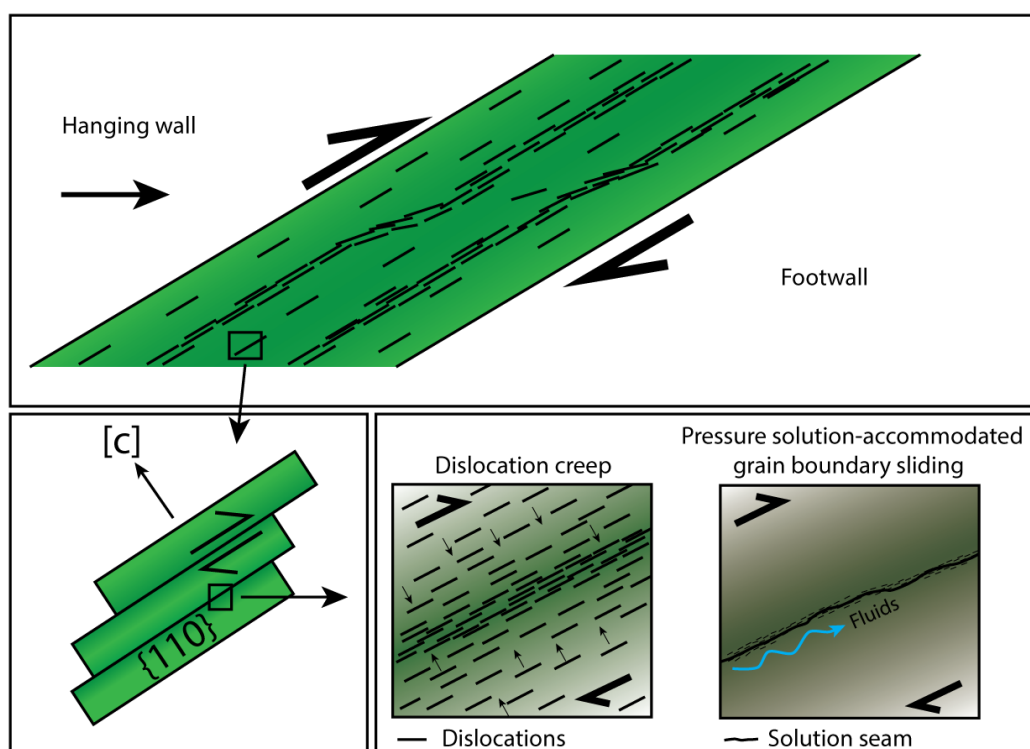 Hanging wall
Footwall
[c]
{110}
Dislocation creep
Pressure solution-accommodated
grain boundary sliding
Fluids
Dislocations
Solution seam